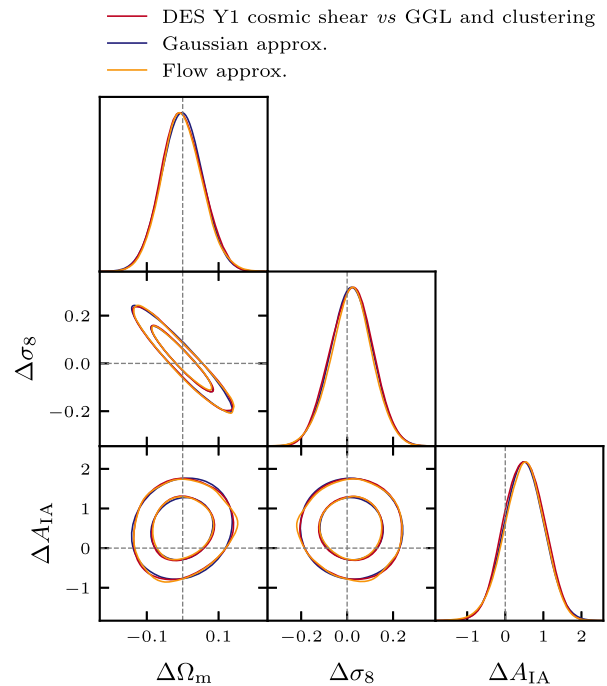 DES Y1 cosmic shear vs GGL and clustering
Gaussian approx.
Flow approx.
Δσ8
0.2
0.0
−0.2
ΔAIA
2
1
0
−1
−0.1 0.1
−0.2 0.0 0.2
−1 0 1 2
ΔΩm Δσ8 ΔAIA